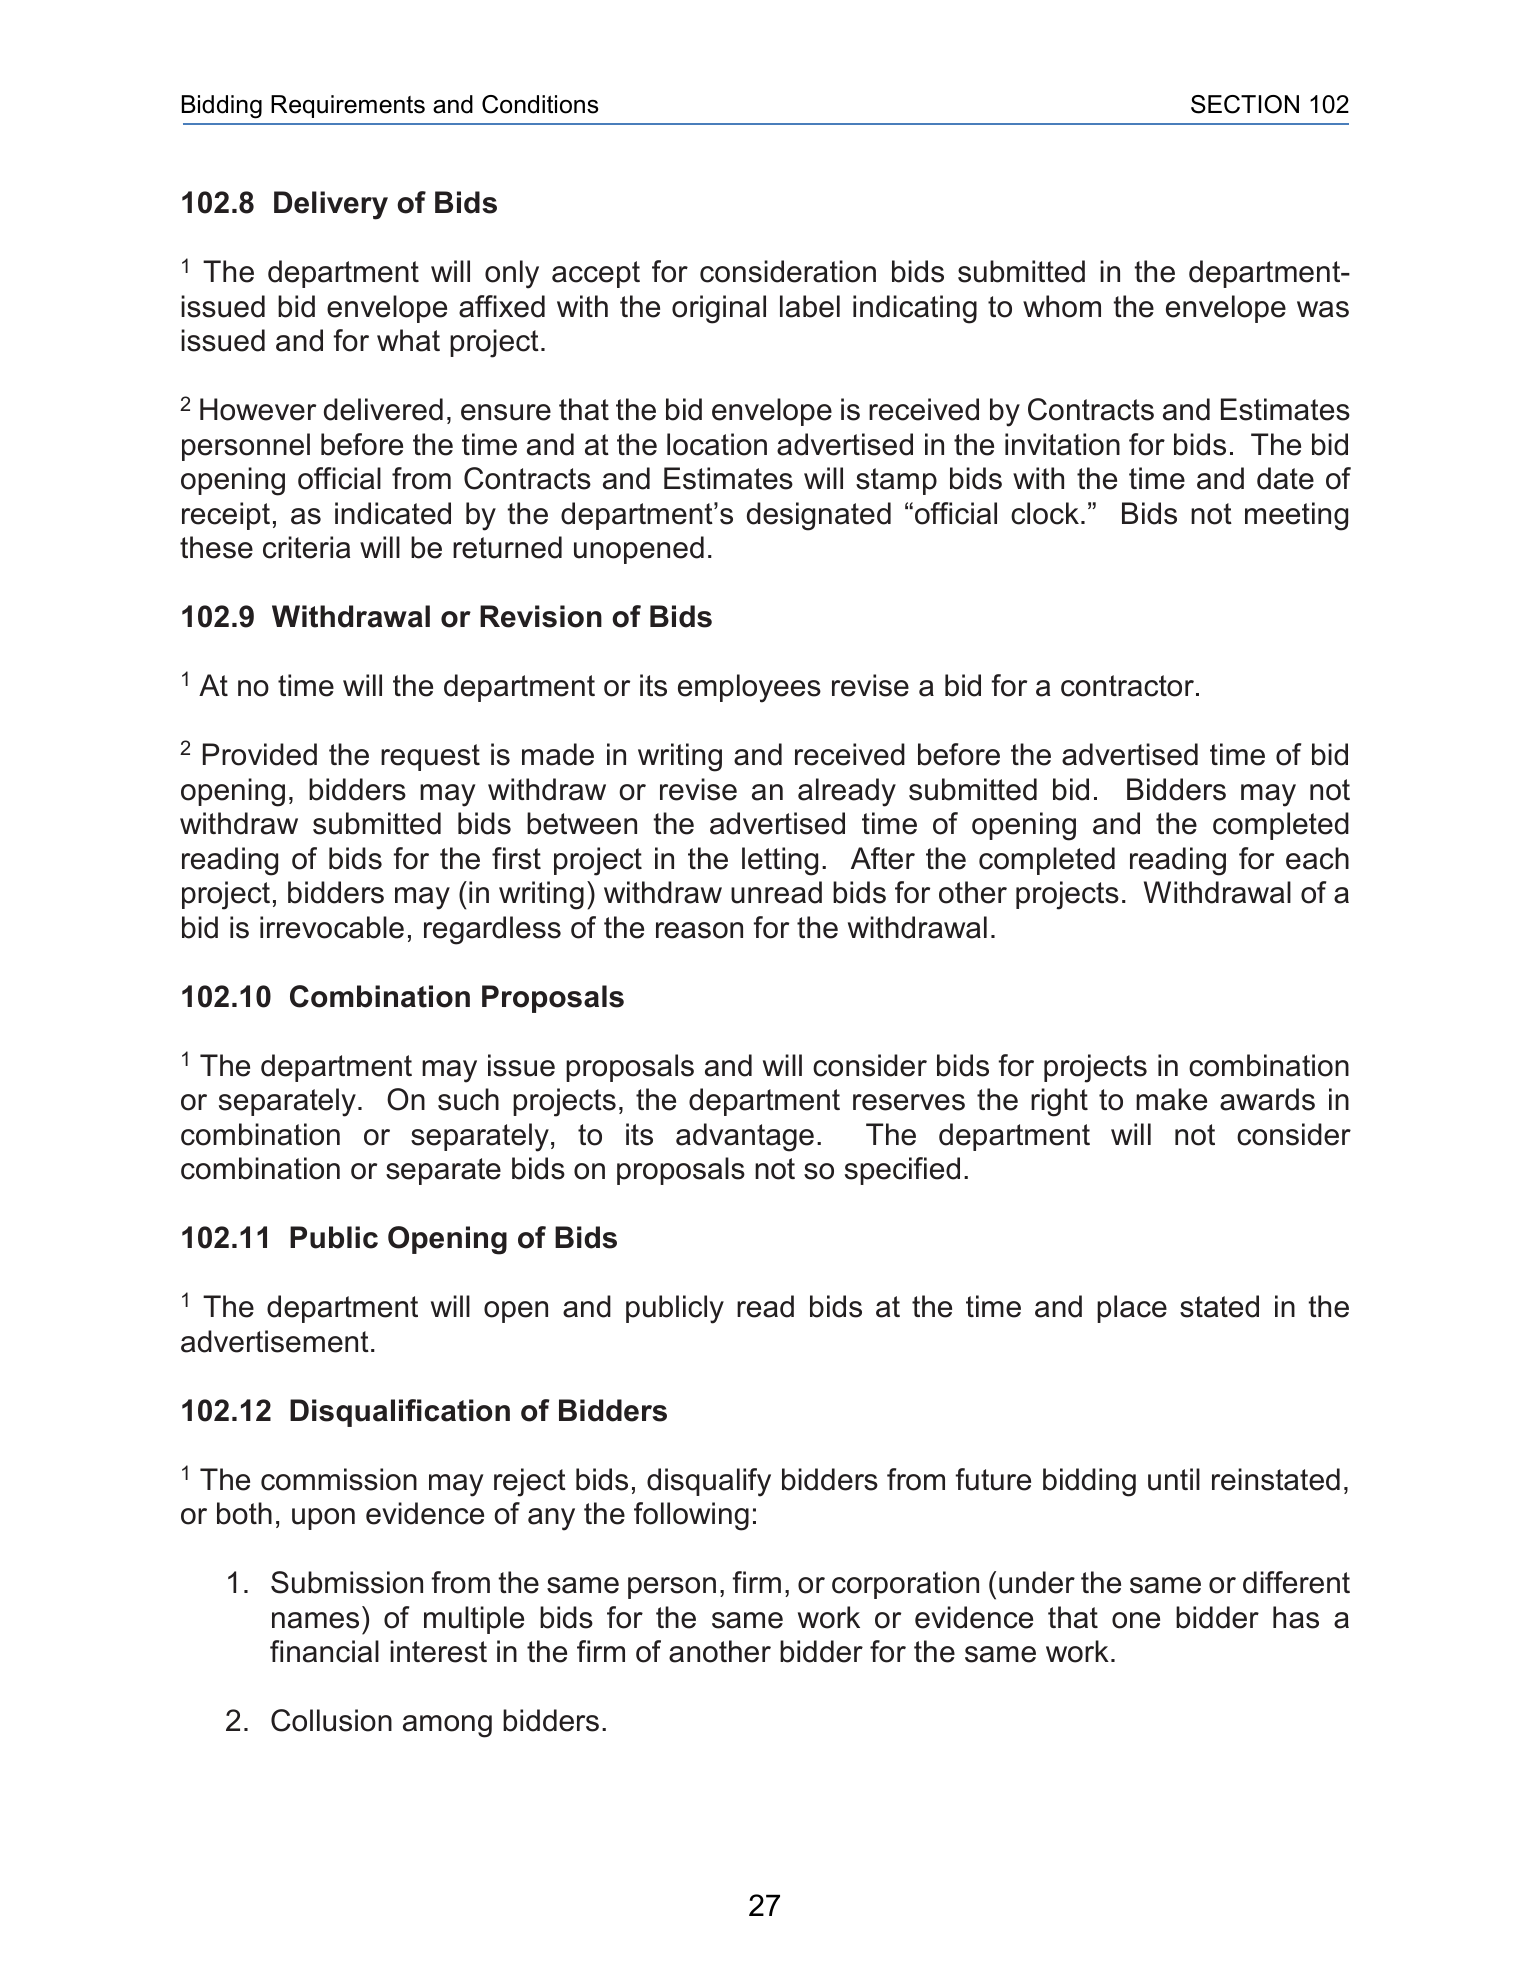 Bidding Requirements and Conditions SECTION 102
102.8 Delivery of Bids
1 The department will only accept for consideration bids submitted in the department-
issued bid envelope affixed with the original label indicating to whom the envelope was
issued and for what project.
2 However delivered, ensure that the bid envelope is received by Contracts and Estimates
personnel before the time and at the location advertised in the invitation for bids. The bid
opening official from Contracts and Estimates will stamp bids with the time and date of
receipt, as indicated by the department’s designated “official clock.” Bids not meeting
these criteria will be returned unopened.
102.9 Withdrawal or Revision of Bids
1 At no time will the department or its employees revise a bid for a contractor.
2 Provided the request is made in writing and received before the advertised time of bid
opening, bidders may withdraw or revise an already submitted bid. Bidders may not
withdraw submitted bids between the advertised time of opening and the completed
reading of bids for the first project in the letting. After the completed reading for each
project, bidders may (in writing) withdraw unread bids for other projects. Withdrawal of a
bid is irrevocable, regardless of the reason for the withdrawal.
102.10 Combination Proposals
1 The department may issue proposals and will consider bids for projects in combination
or separately. On such projects, the department reserves the right to make awards in
combination or separately, to its advantage. The department will not consider
combination or separate bids on proposals not so specified.
102.11 Public Opening of Bids
1 The department will open and publicly read bids at the time and place stated in the
advertisement.
102.12 Disqualification of Bidders
1 The commission may reject bids, disqualify bidders from future bidding until reinstated,
or both, upon evidence of any the following:
1. Submission from the same person, firm, or corporation (under the same or different
names) of multiple bids for the same work or evidence that one bidder has a
financial interest in the firm of another bidder for the same work.
2. Collusion among bidders.
27